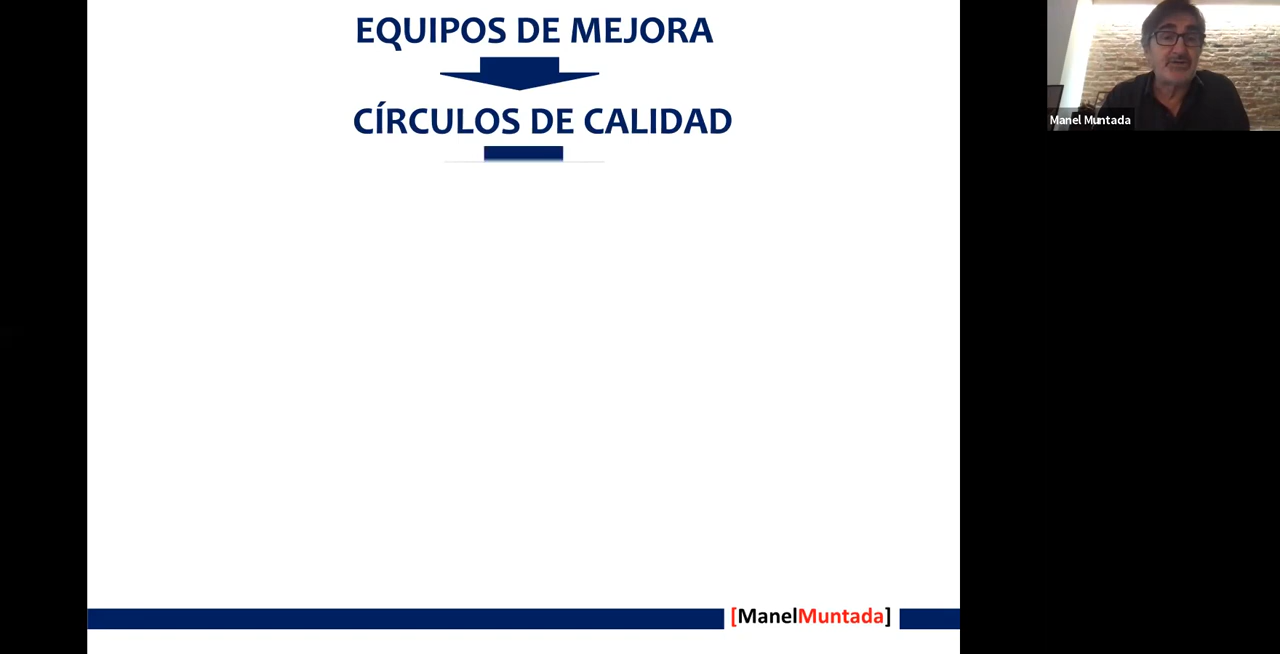 EQUIPOS DE MEJORA
CÍRCULOS DE CALIDAD
Manel Muntada
[ManelMuntada]